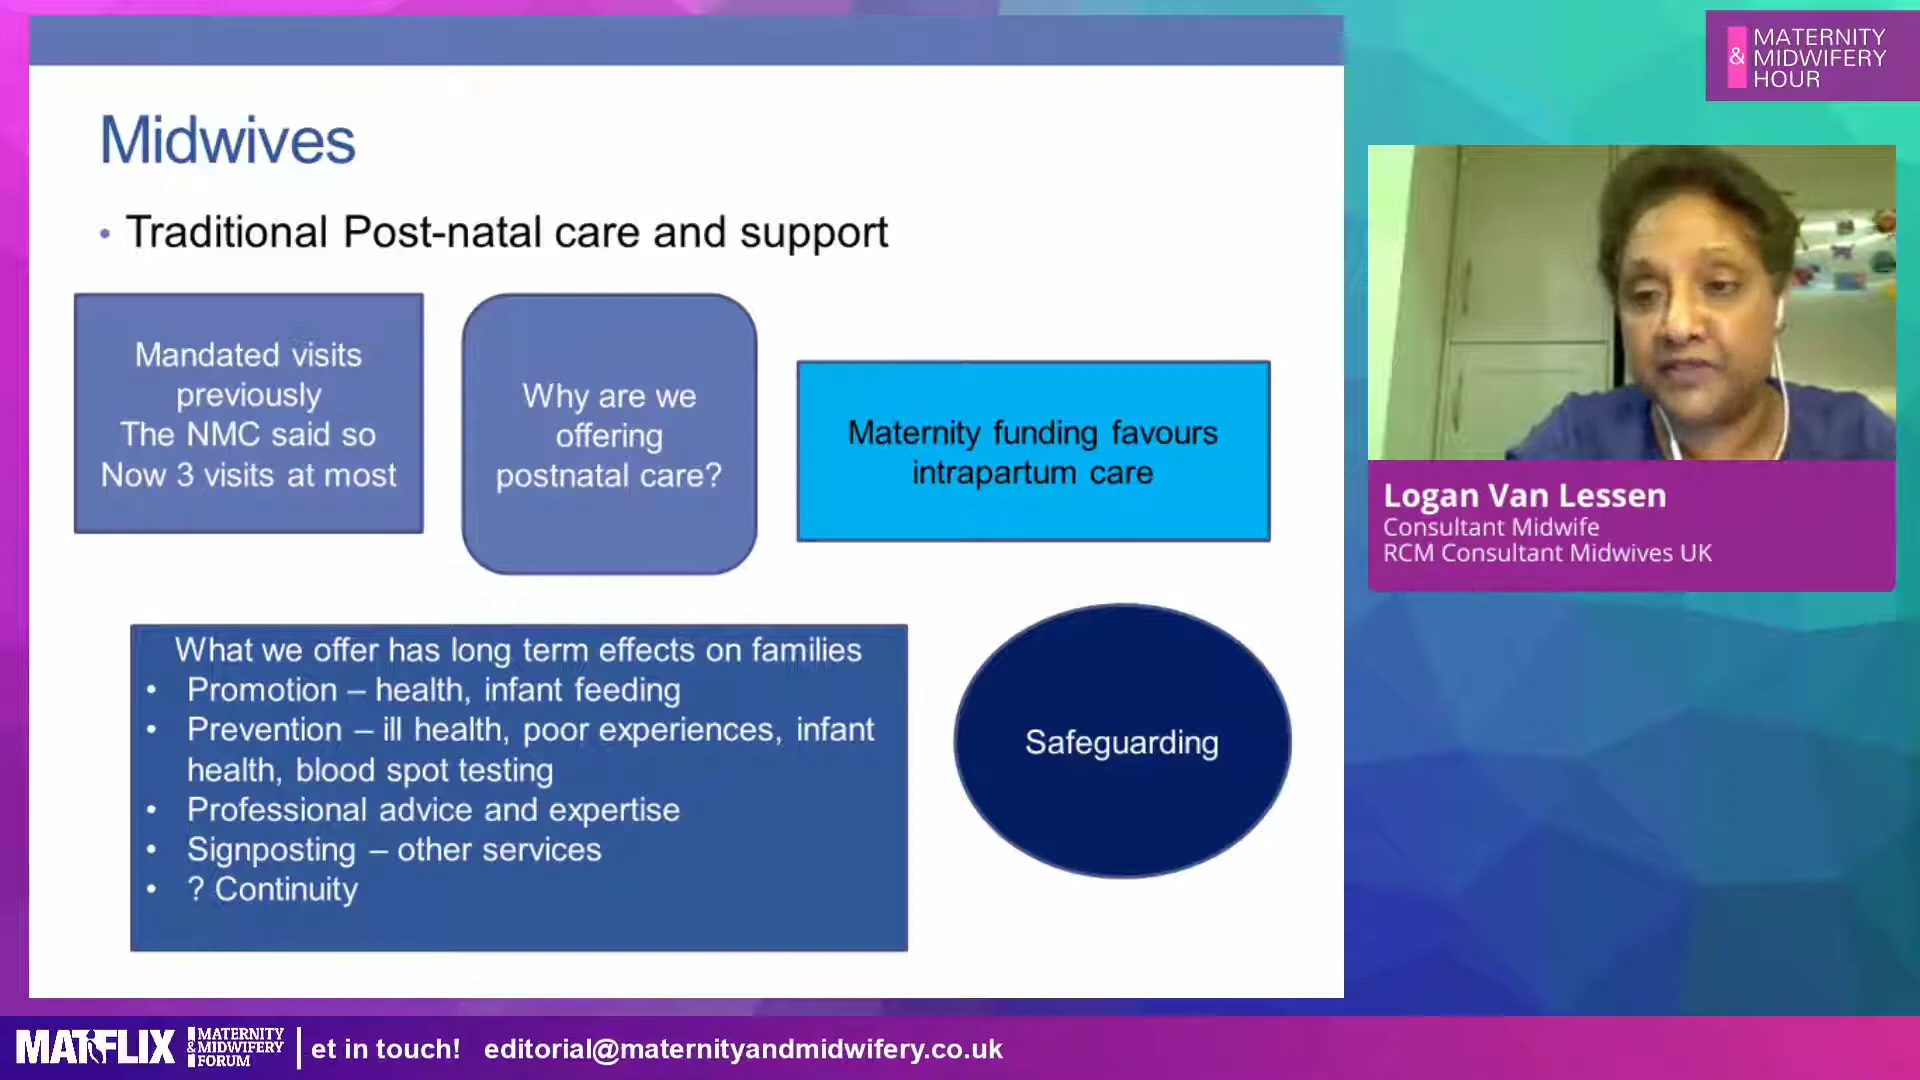 Midwives
• Traditional Post-natal care and support
Mandated visits
previously
The NMC said so
Now 3 visits at most
Why are we
offering
postnatal care?
Maternity funding favours
intrapartum care
What we offer has long term effects on families
• Promotion – health, infant feeding
• Prevention – ill health, poor experiences, infant
health, blood spot testing
• Professional advice and expertise
• Signposting – other services
• ? Continuity
Safeguarding
MATERNITY
& MIDWIFERY
HOUR
Logan Van Lessen
Consultant Midwife
RCM Consultant Midwives UK
MATFLIX
MATERNITY
& MIDWIFERY
FORUM
et in touch! editorial@maternityandmidwifery.co.uk